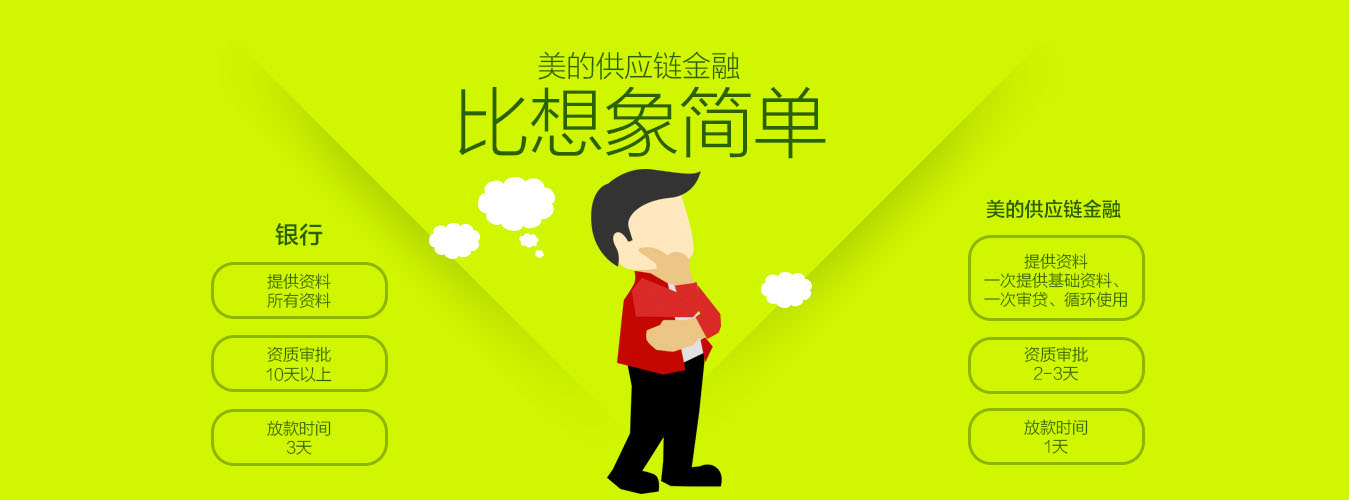 美的供应链金融
比想象简单
银行
提供资料
所有资料
资质审批
10天以上
放款时间
3天
美的供应链金融
提供资料
一次提供基础资料、
一次审贷、循环使用
资质审批
2-3天
放款时间
1天